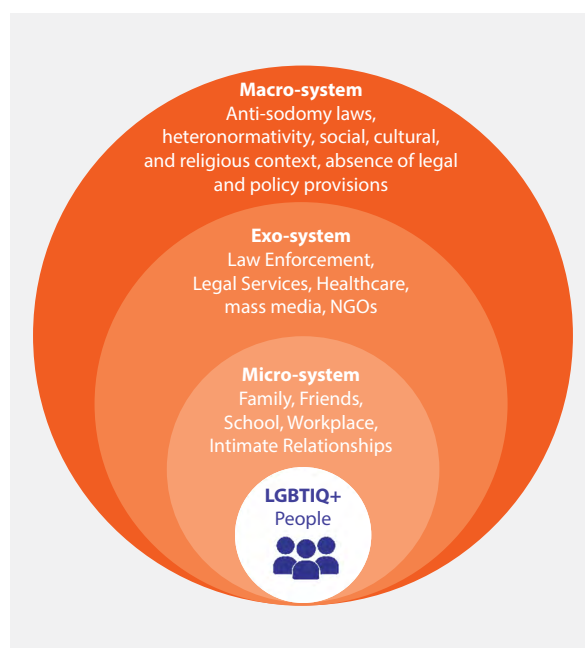 Macro-system
Anti-sodomy laws,
heteronormativity, social, cultural,
and religious context, absence of legal
and policy provisions
Exo-system
Law Enforcement,
Legal Services, Healthcare,
mass media, NGOs
Micro-system
Family, Friends,
School, Workplace,
Intimate Relationships
LGBTIQ+
People